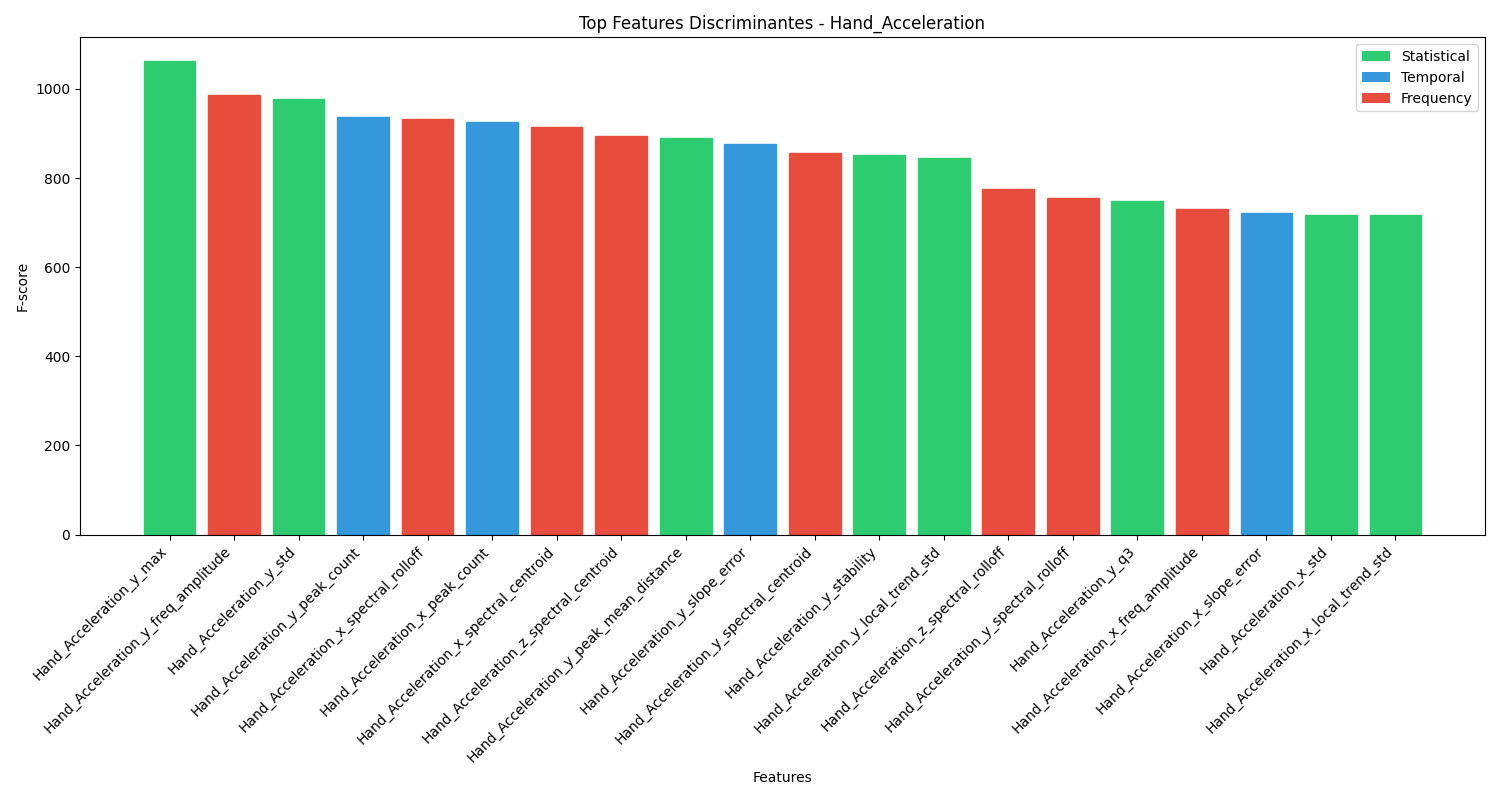 Top Features Discriminantes - Hand_Acceleration
Statistical
Temporal
Frequency
F-score
1000
800
600
400
200
0
Hand_Acceleration_y_max
Hand_Acceleration_y_freq_amplitude
Hand_Acceleration_y_std
Hand_Acceleration_y_peak_count
Hand_Acceleration_x_spectral_rolloff
Hand_Acceleration_x_peak_count
Hand_Acceleration_x_spectral_centroid
Hand_Acceleration_z_spectral_centroid
Hand_Acceleration_y_peak_mean_distance
Hand_Acceleration_y_slope_error
Hand_Acceleration_y_spectral_centroid
Hand_Acceleration_y_stability
Hand_Acceleration_y_local_trend_std
Hand_Acceleration_z_spectral_rolloff
Hand_Acceleration_y_spectral_rolloff
Hand_Acceleration_y_q3
Hand_Acceleration_x_freq_amplitude
Hand_Acceleration_x_slope_error
Hand_Acceleration_x_std
Hand_Acceleration_x_local_trend_std
Features